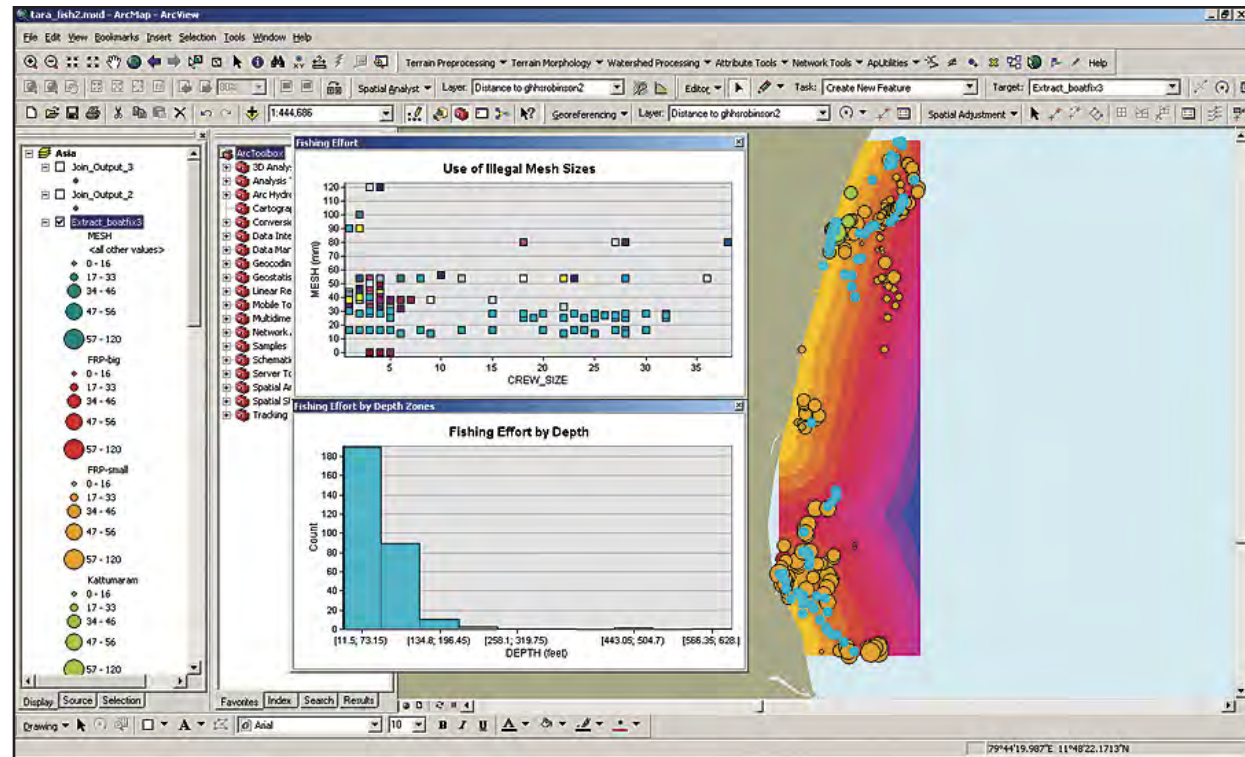 tara_fish2.mxd - ArcMap - ArcView
File Edit View Bookmarks Insert Selection Tools Window Help
Terrain Preprocessing Terrain Morphology Watershed Processing Attribute Tools Network Tools ApUtilities Help
80% Spatial Analyst Layer: Distance to ghhsrobinson2 Editor Task: Create New Feature Target: Extract_boatfix3
1:444,686 Georeferencing Layer: Distance to ghhsrobinson2 Spatial Adjustment
Asia
Join_Output_3
Join_Output_2
Extract_boatfix3
MESH
<all other values>
0 - 16
17 - 33
34 - 46
47 - 56
57 - 120
FRP-big
0 - 16
17 - 33
34 - 46
47 - 56
57 - 120
FRP-small
0 - 16
17 - 33
34 - 46
47 - 56
57 - 120
Kattumaram
0 - 16
17 - 33
34 - 46
47 - 56
57 - 120
Display Source Selection
ArcToolbox
3D Analy
Analysis
Arc Hydr
Cartogra
Conversi
Data Inte
Data Mar
Geocodin
Geostatis
Linear Re
Mobile To
Multidime
Network
Samples
Schemati
Server To
Spatial An
Spatial St
Tracking
Favorites Index Search Results
Fishing Effort
Use of Illegal Mesh Sizes
MESH (mm)
120
110
100
90
80
70
60
50
40
30
20
10
0
5 10 15 20 25 30 35
CREW_SIZE
Fishing Effort by Depth Zones
Fishing Effort by Depth
Count
180
160
140
120
100
80
60
40
20
0
[11.5; 73.15) [134.8; 196.45) [258.1; 319.75) [443.05; 504.7) [566.35; 628.]
DEPTH (feet)
Drawing A Arial 10 B I U A
79°44'19.987"E 11°48'22.1713"N